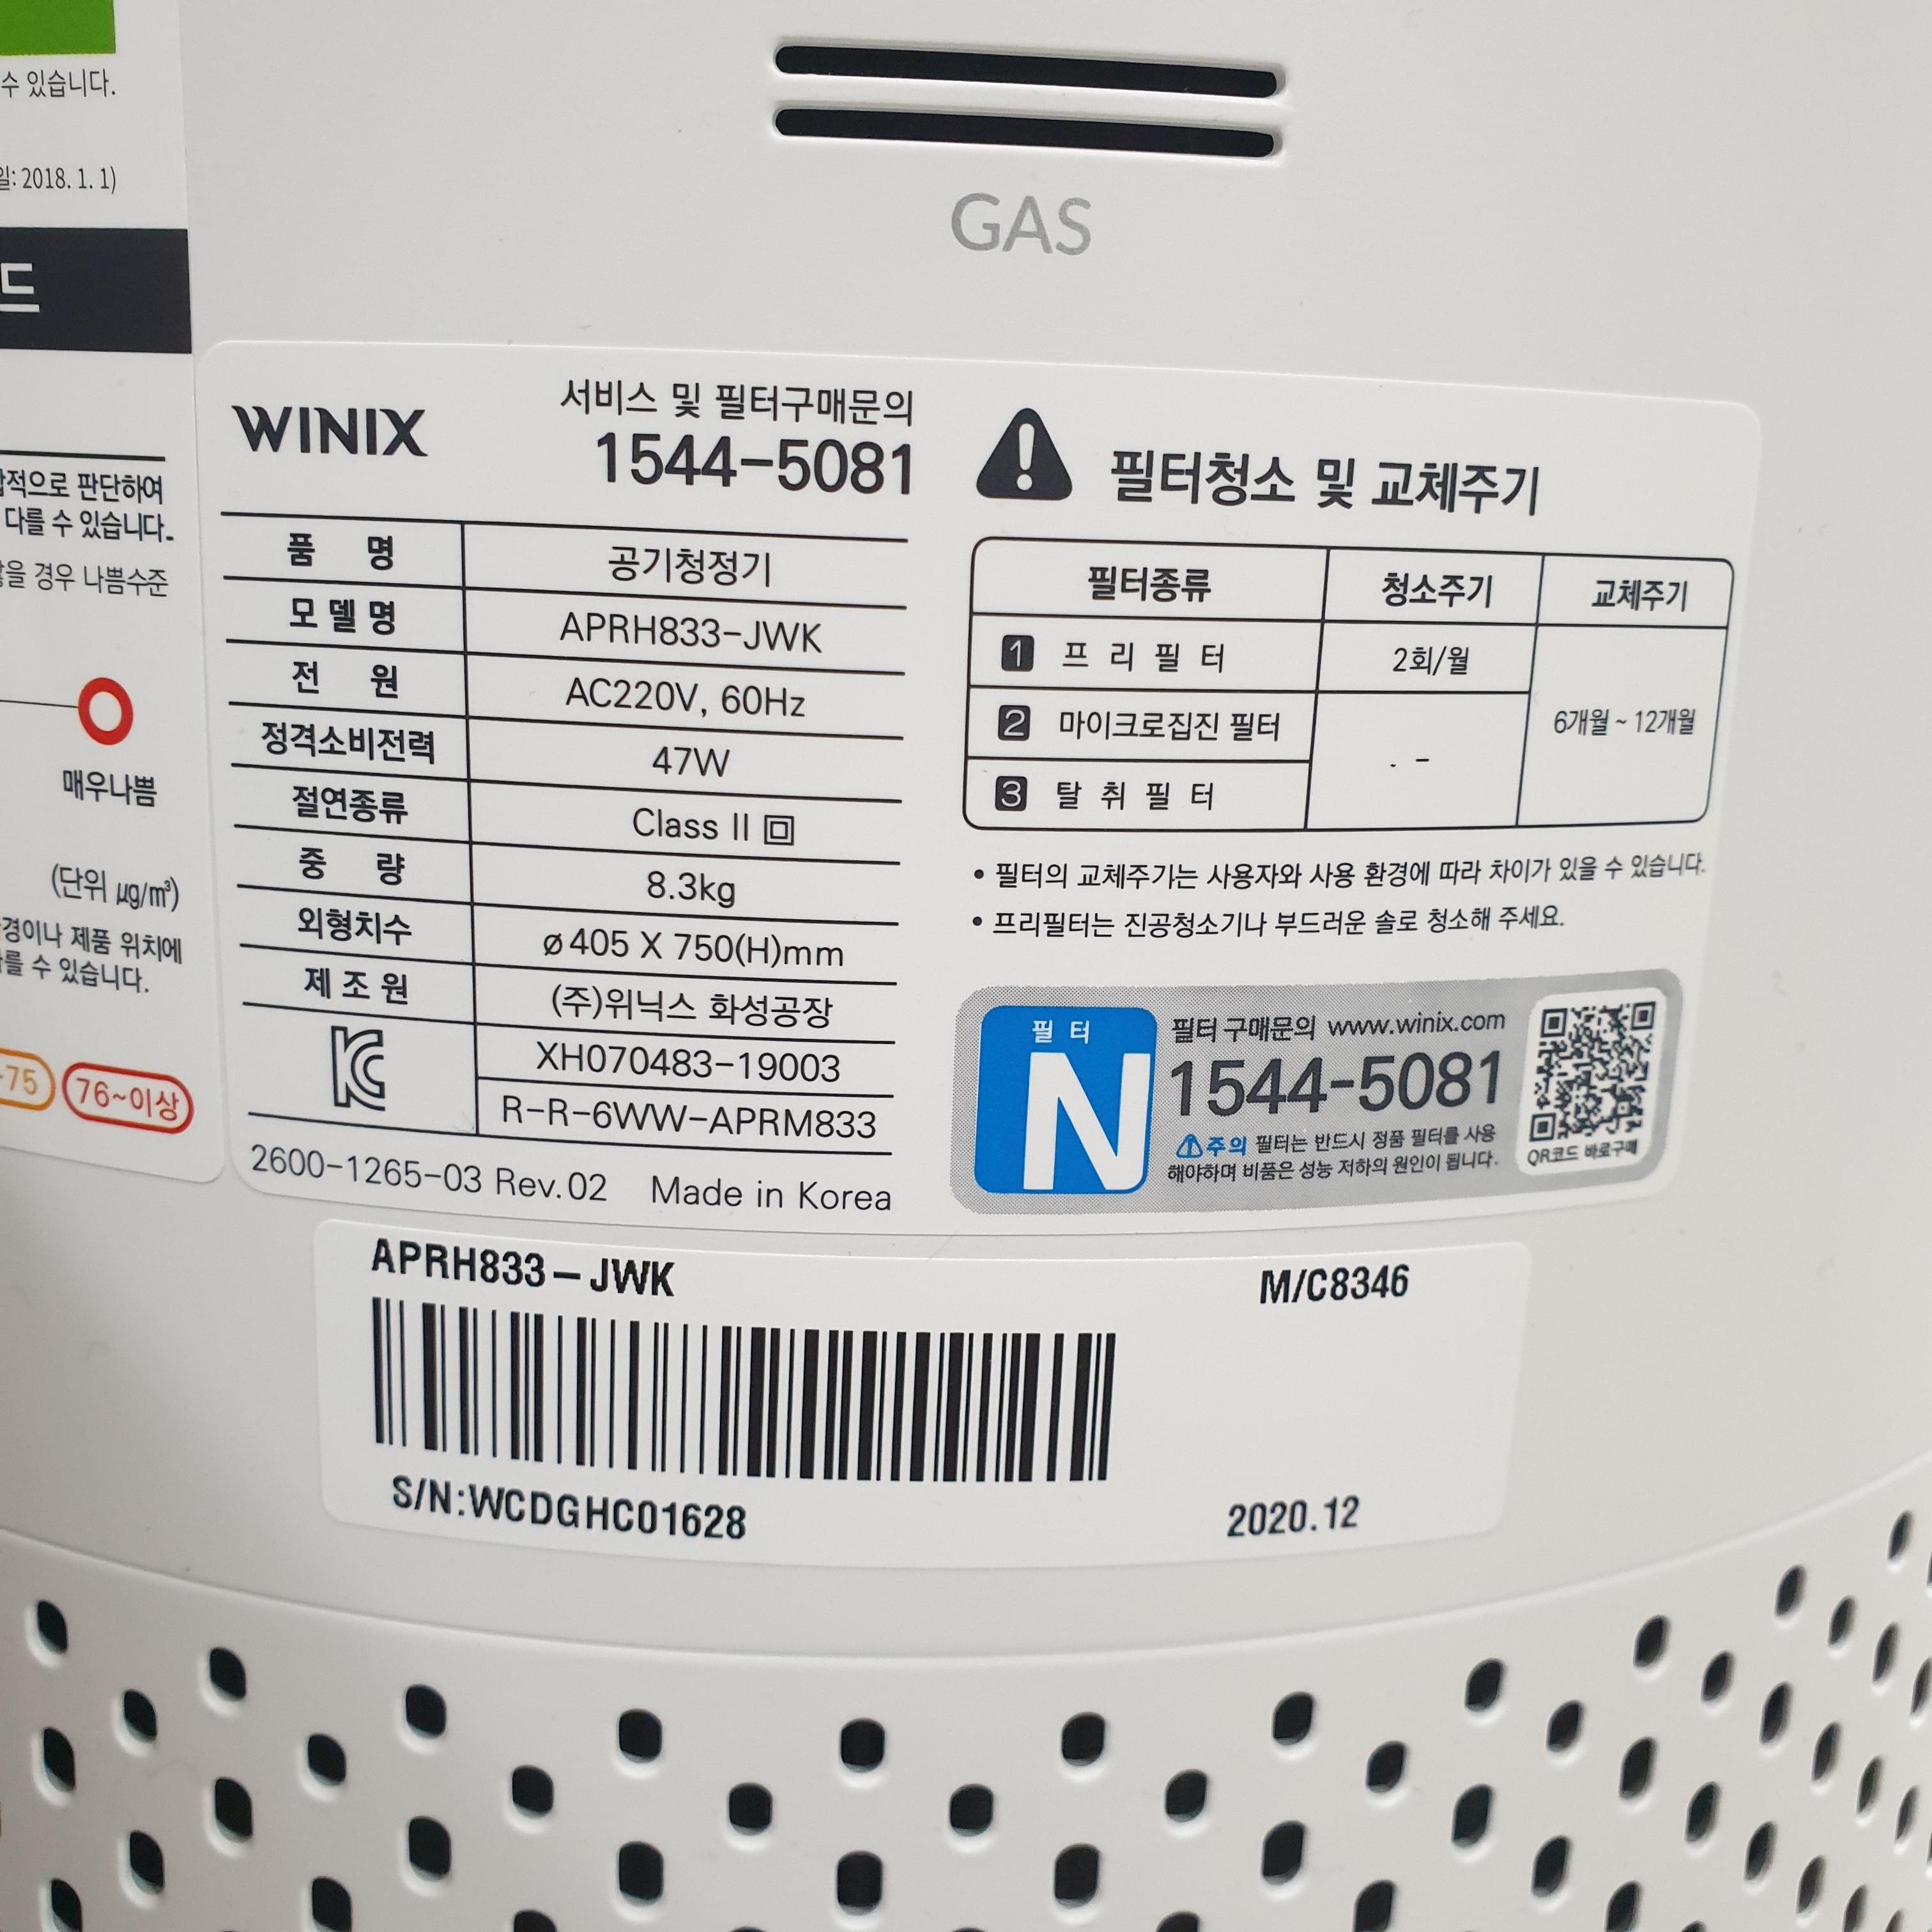 수 있습니다.
일: 2018. 1. 1)
드
적으로 판단하여
다를 수 있습니다.
을 경우 나쁨수준
매우나쁨
(단위 ㎍/㎥)
경이나 제품 위치에
를 수 있습니다.
75
76~이상
GAS
WINIX
서비스 및 필터구매문의
1544-5081
품 명 공기청정기
모델명 APRH833-JWK
전 원 AC220V, 60Hz
정격소비전력 47W
절연종류 Class II
중 량 8.3kg
외형치수 ø405 X 750(H)mm
제조원 (주)위닉스 화성공장
KC XH070483-19003
R-R-6WW-APRM833
2600-1265-03 Rev.02 Made in Korea
필터청소 및 교체주기
필터종류 청소주기 교체주기
1 프리필터 2회/월
2 마이크로집진 필터 - 6개월 ~ 12개월
3 탈취필터
• 필터의 교체주기는 사용자와 사용 환경에 따라 차이가 있을 수 있습니다.
• 프리필터는 진공청소기나 부드러운 솔로 청소해 주세요.
필터
N
필터 구매문의 www.winix.com
1544-5081
주의 필터는 반드시 정품 필터를 사용
해야하며 비품은 성능 저하의 원인이 됩니다.
QR코드 바로구매
APRH833-JWK M/C8346
S/N:WCDGHC01628 2020.12